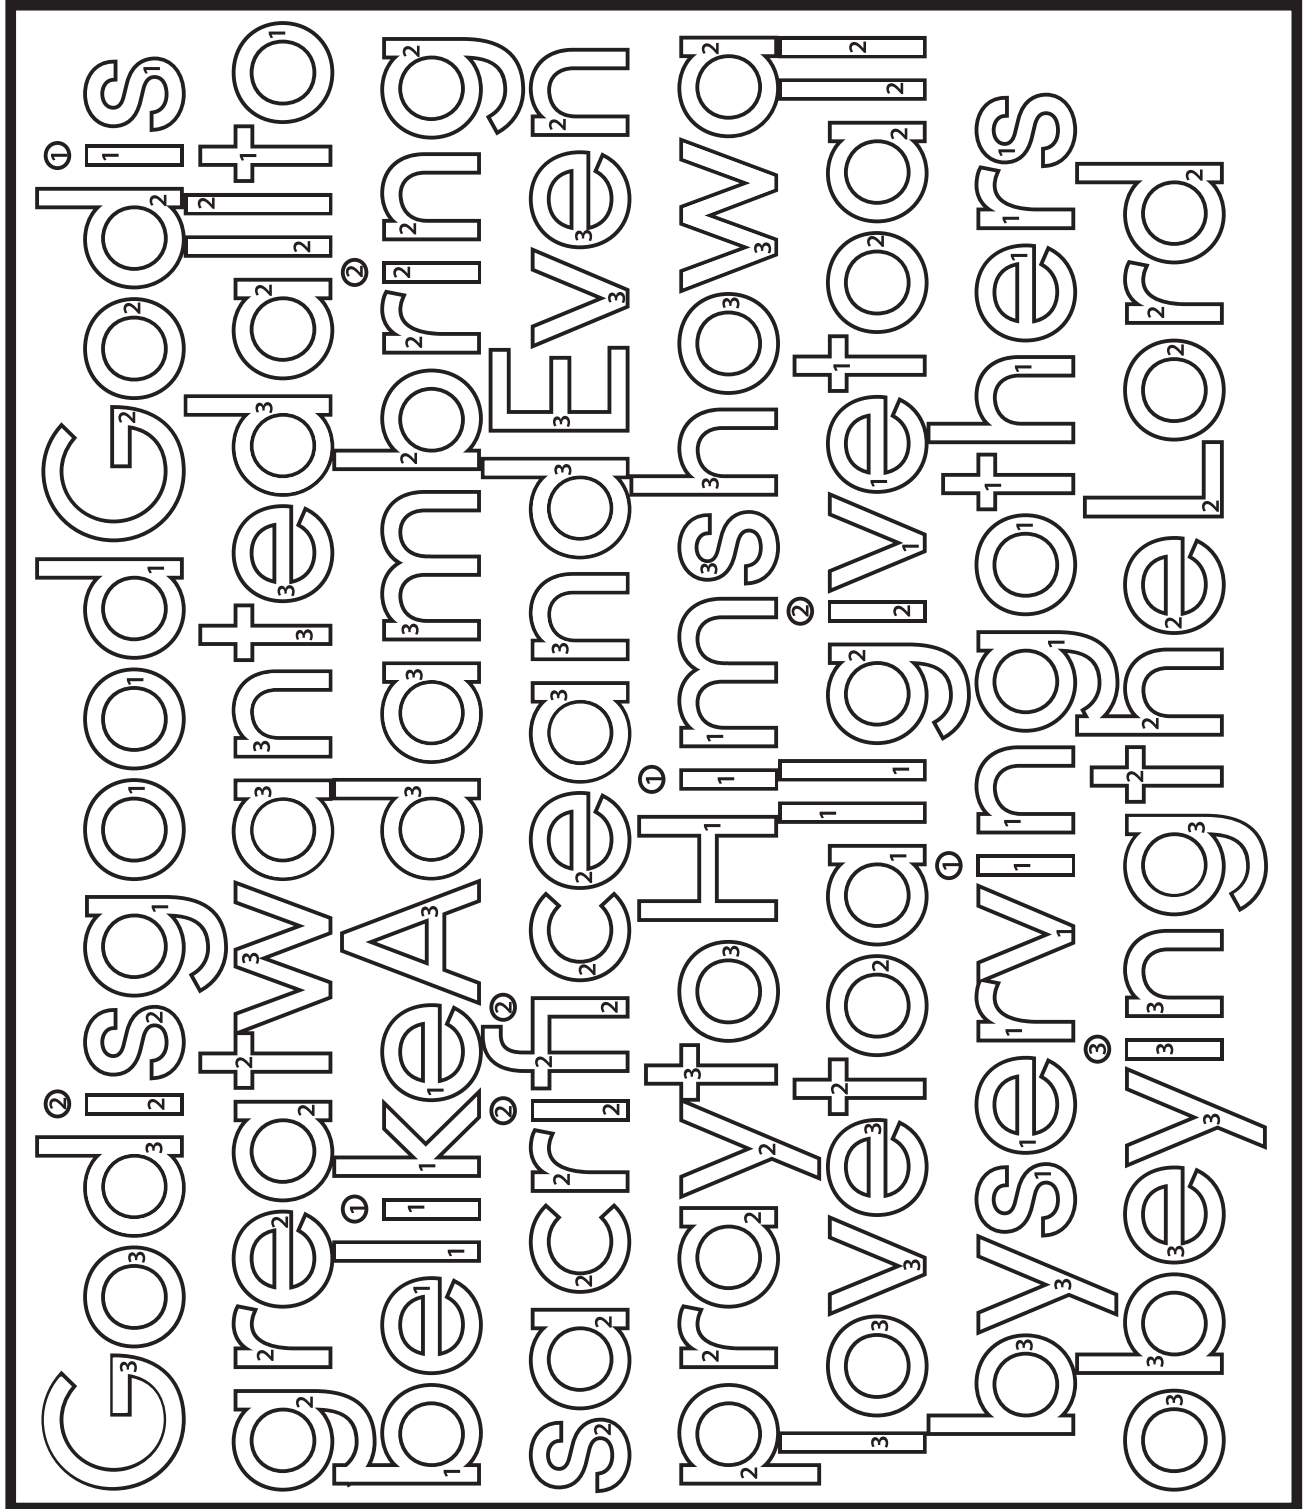 God is good God is
great wanted all to
be like Adam bring
sacrifice and Even
pray to Him show a
love to all give to all
by serving others
obeying the Lord